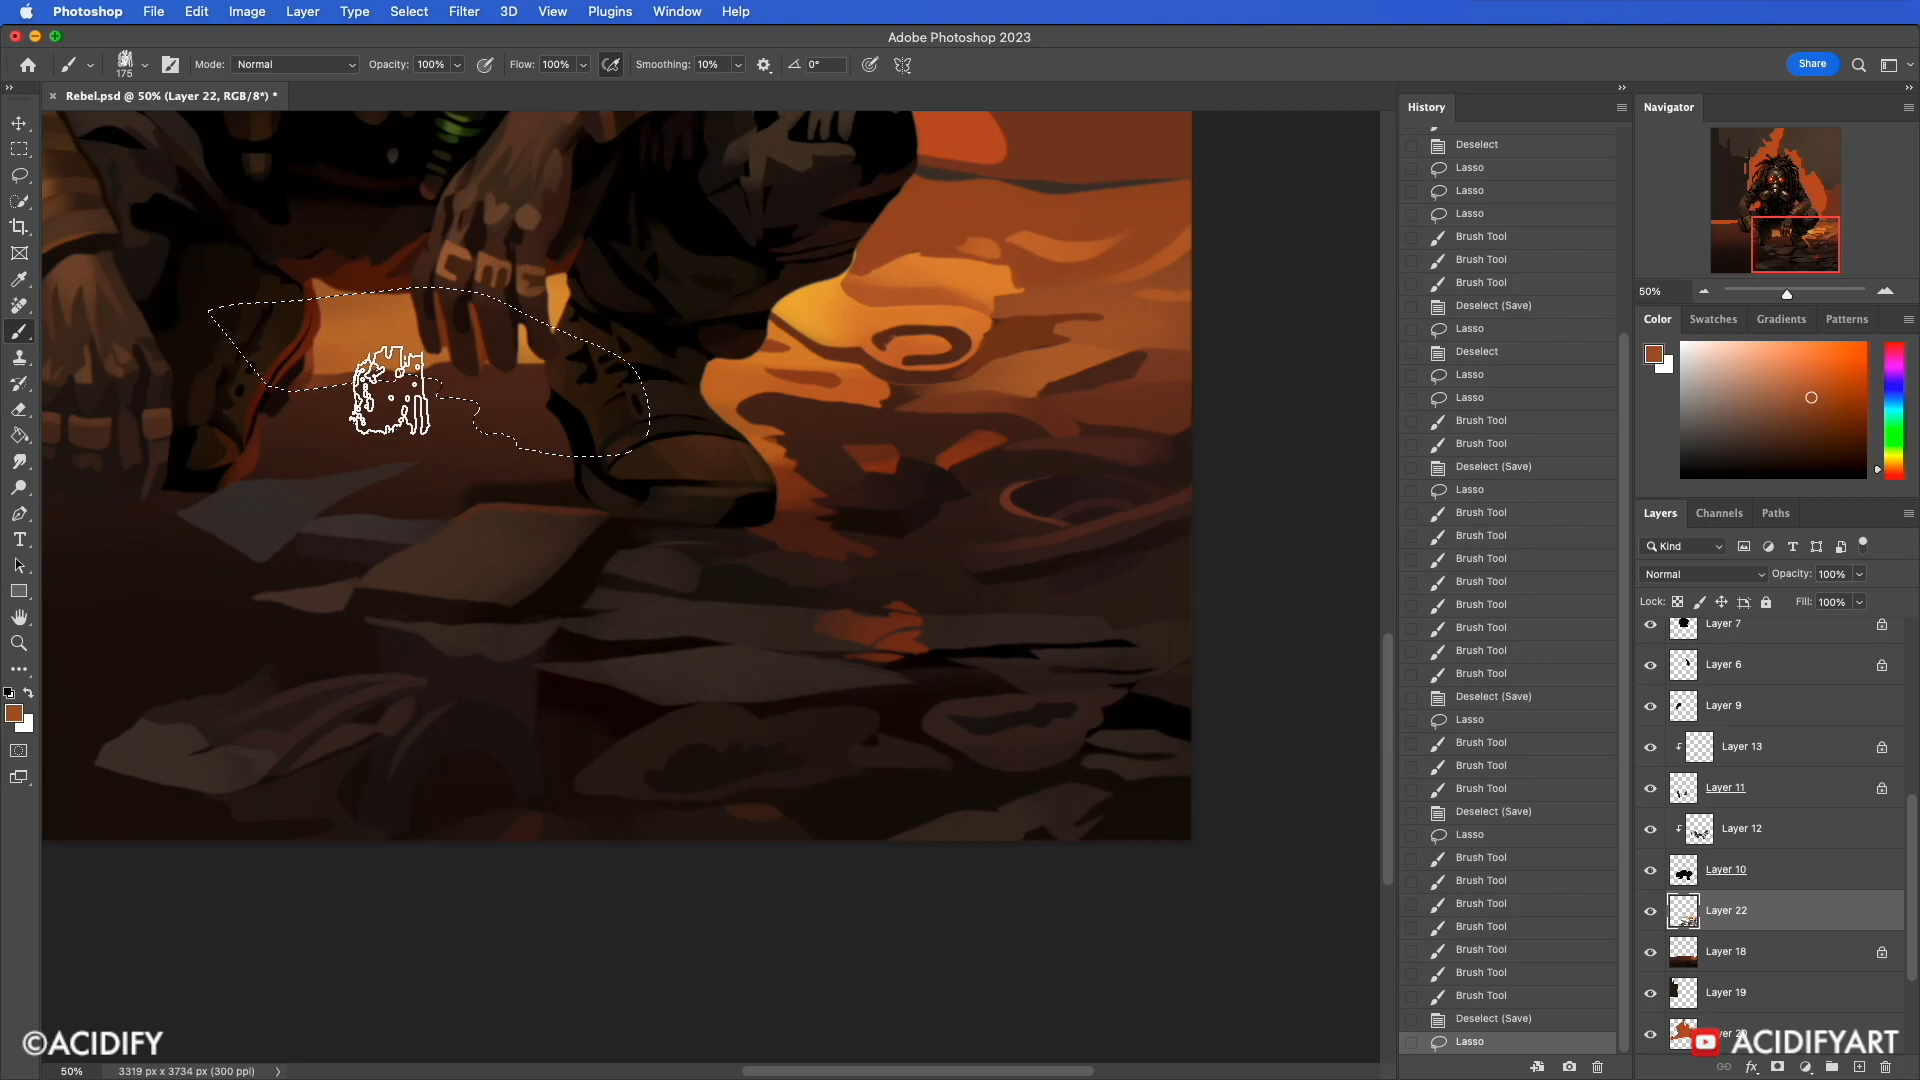 Photoshop File Edit Image Layer Type Select Filter 3D View Plugins Window Help
Adobe Photoshop 2023
175 Mode: Normal Opacity: 100% Flow: 100% Smoothing: 10% 0° Share
Rebel.psd @ 50% (Layer 22, RGB/8*) *
History
Deselect
Lasso
Lasso
Lasso
Brush Tool
Brush Tool
Brush Tool
Deselect (Save)
Lasso
Deselect
Lasso
Lasso
Brush Tool
Brush Tool
Deselect (Save)
Lasso
Brush Tool
Brush Tool
Brush Tool
Brush Tool
Brush Tool
Brush Tool
Brush Tool
Brush Tool
Deselect (Save)
Lasso
Brush Tool
Brush Tool
Brush Tool
Deselect (Save)
Lasso
Brush Tool
Brush Tool
Brush Tool
Brush Tool
Brush Tool
Brush Tool
Brush Tool
Deselect (Save)
Lasso
Navigator
50%
Color Swatches Gradients Patterns
Layers Channels Paths
Kind
Normal Opacity: 100%
Lock: Fill: 100%
Layer 7
Layer 6
Layer 9
Layer 13
Layer 11
Layer 12
Layer 10
Layer 22
Layer 18
Layer 19
©ACIDIFY
ACIDIFYART
50% 3319 px x 3734 px (300 ppi)